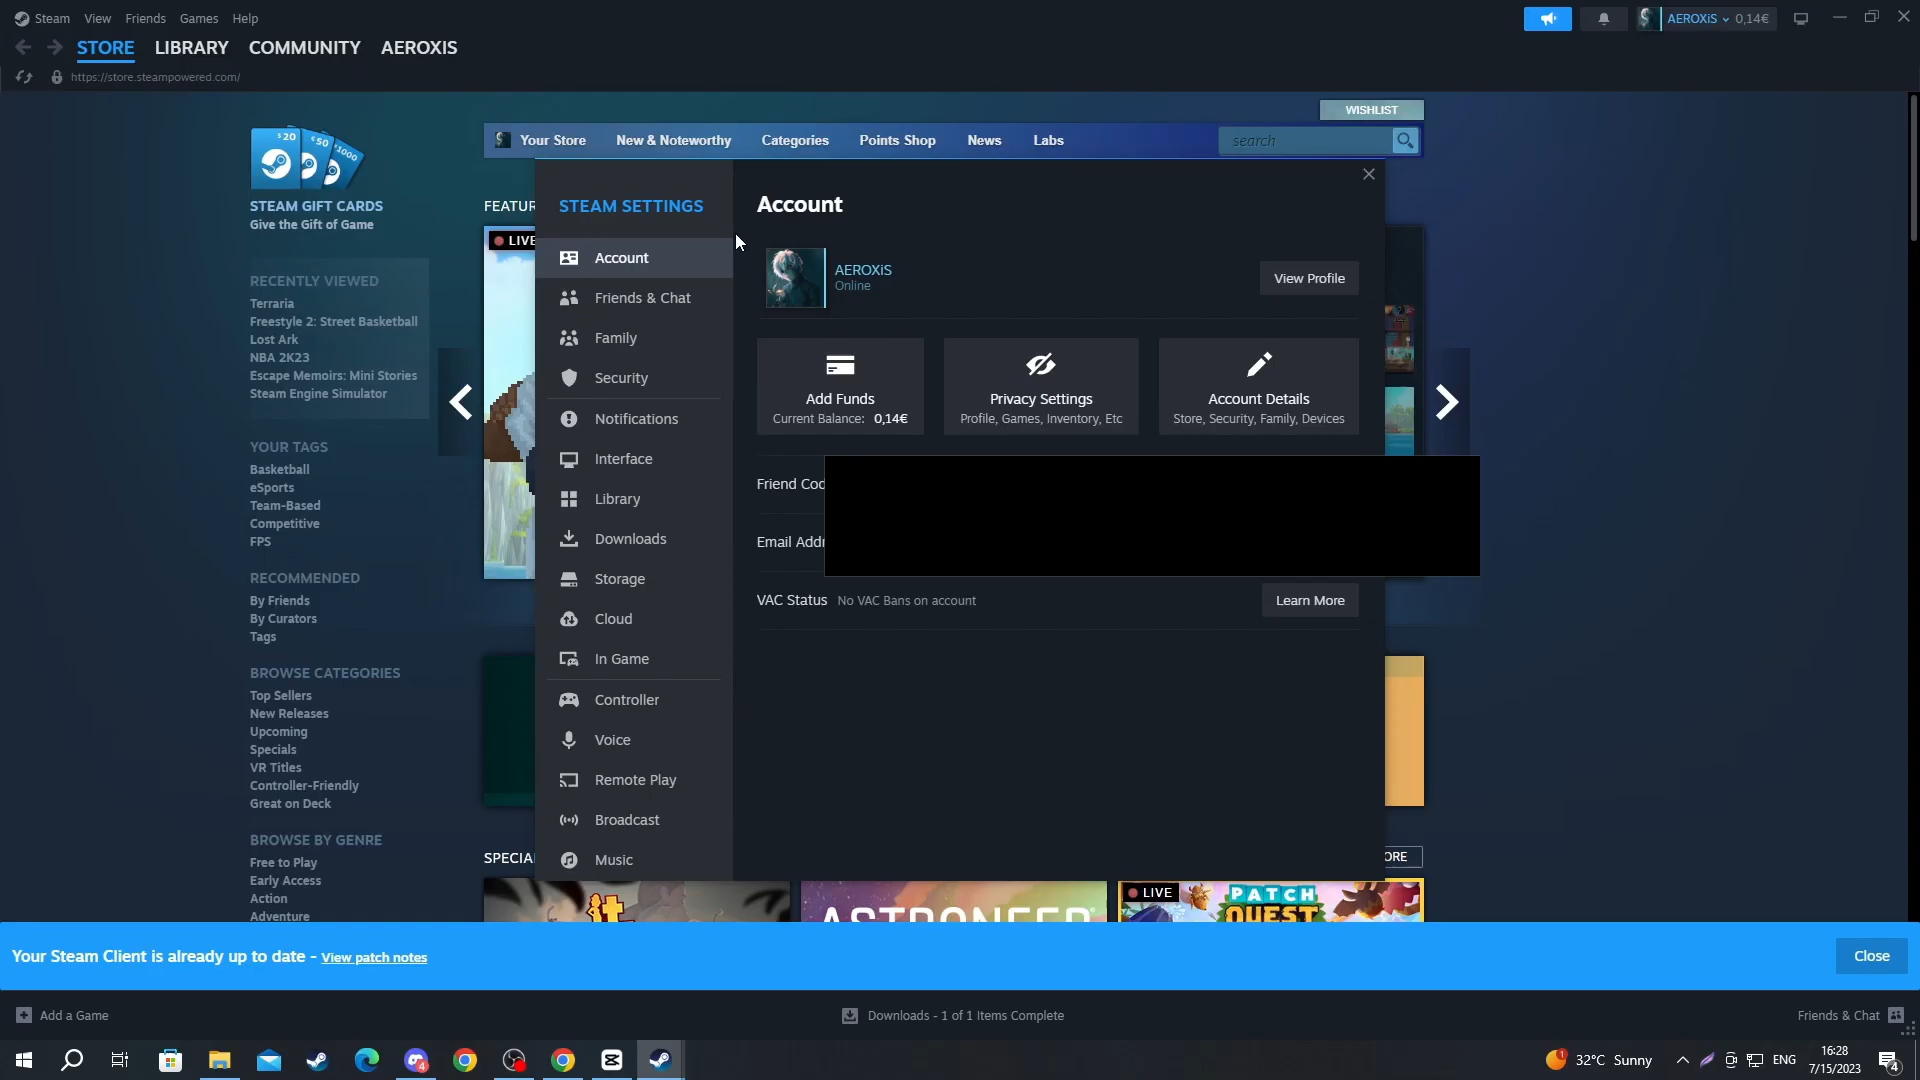 Steam View Friends Games Help
AEROXiS 0,14€
STORE LIBRARY COMMUNITY AEROXIS
https://store.steampowered.com/
WISHLIST
Your Store New & Noteworthy Categories Points Shop News Labs
search
$20 €50 $1000
STEAM GIFT CARDS
Give the Gift of Game
RECENTLY VIEWED
Terraria
Freestyle 2: Street Basketball
Lost Ark
NBA 2K23
Escape Memoirs: Mini Stories
Steam Engine Simulator
YOUR TAGS
Basketball
eSports
Team-Based
Competitive
FPS
RECOMMENDED
By Friends
By Curators
Tags
BROWSE CATEGORIES
Top Sellers
New Releases
Upcoming
Specials
VR Titles
Controller-Friendly
Great on Deck
BROWSE BY GENRE
Free to Play
Early Access
Action
Adventure
FEATUR
LIVE
SPECIA
STEAM SETTINGS
Account
Friends & Chat
Family
Security
Notifications
Interface
Library
Downloads
Storage
Cloud
In Game
Controller
Voice
Remote Play
Broadcast
Music
Account
AEROXiS
Online
View Profile
Add Funds
Current Balance: 0,14€
Privacy Settings
Profile, Games, Inventory, Etc
Account Details
Store, Security, Family, Devices
Friend Cod
Email Addr
VAC Status No VAC Bans on account
Learn More
ORE
ASTRONEER
LIVE
PATCH
QUEST
Your Steam Client is already up to date - View patch notes
Close
Add a Game
Downloads - 1 of 1 Items Complete
Friends & Chat
4
1
32°C Sunny
ENG
16:28
7/15/2023
4